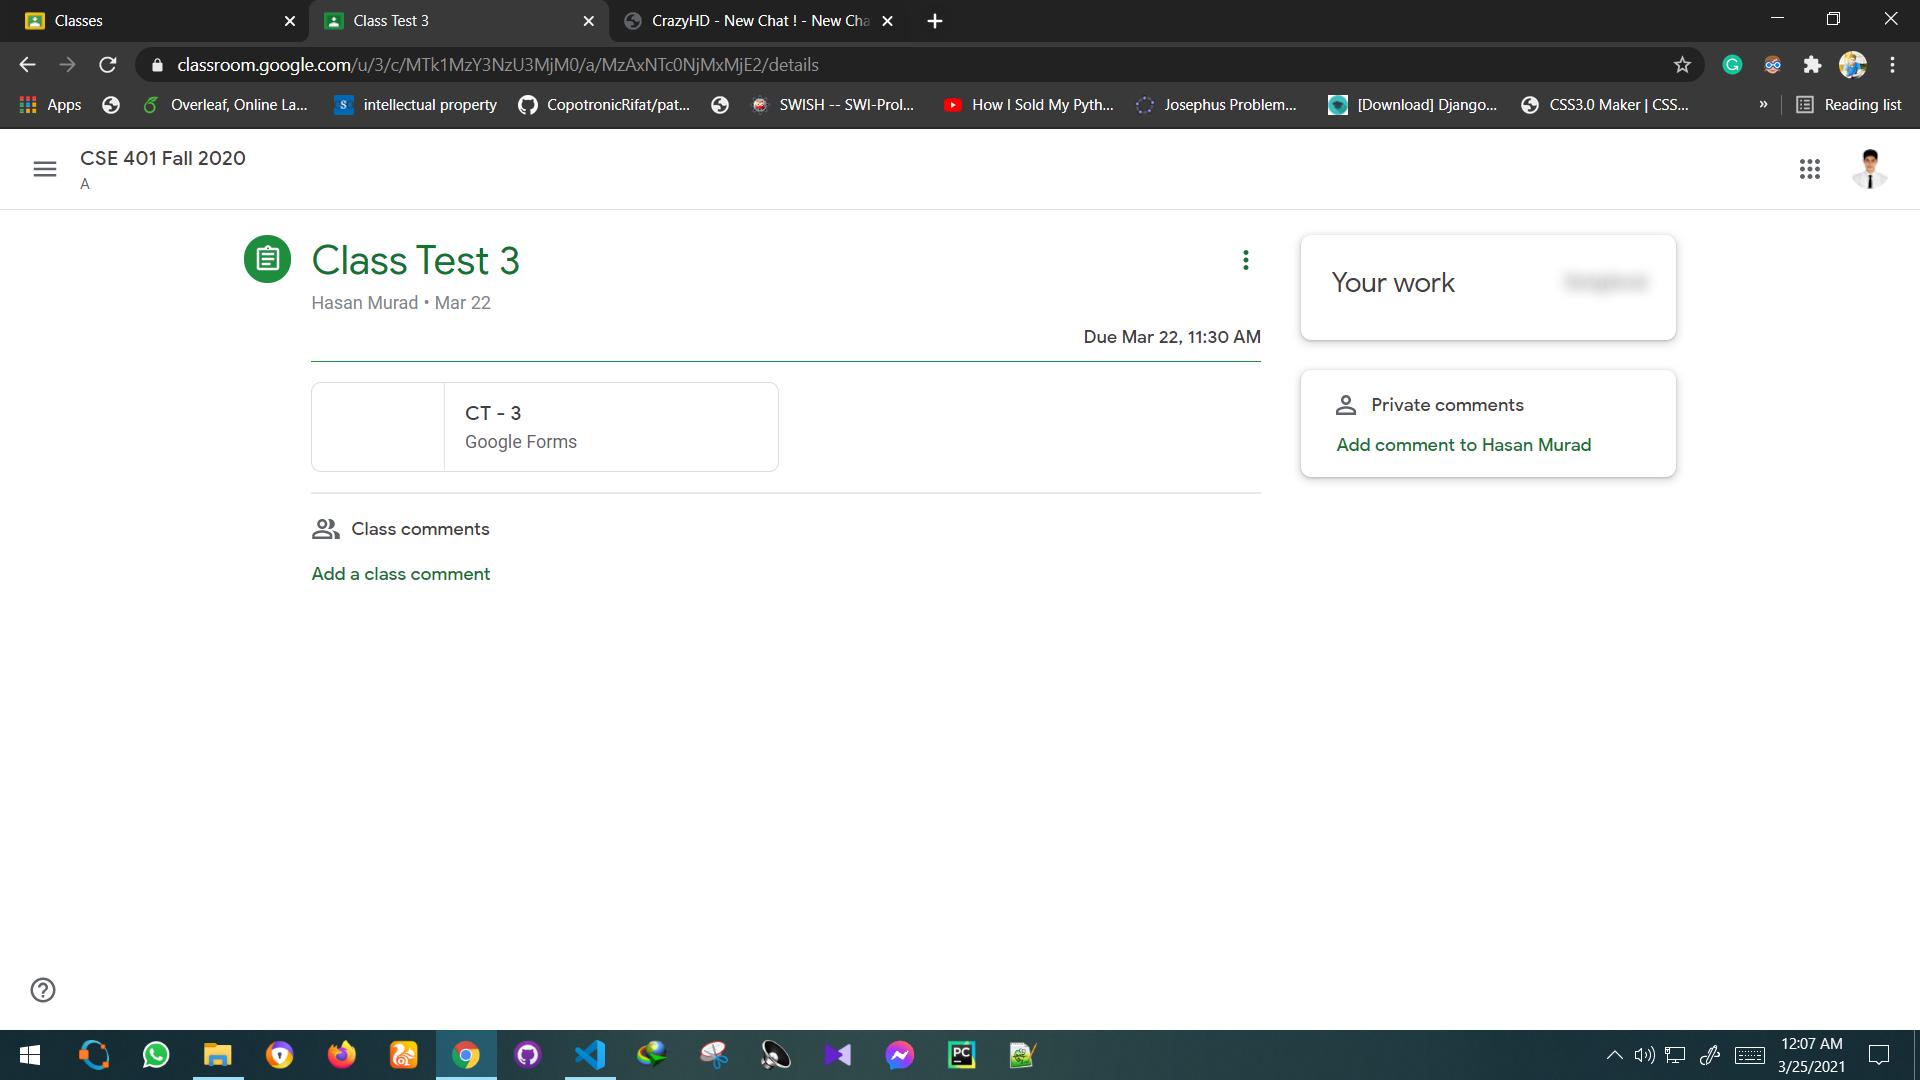 Classes
Class Test 3
CrazyHD - New Chat ! - New Cha
classroom.google.com/u/3/c/MTk1MzY3NzU3MjM0/a/MzAxNTc0NjMxMjE2/details
Apps
Overleaf, Online La...
intellectual property
CopotronicRifat/pat...
SWISH -- SWI-Prol...
How I Sold My Pyth...
Josephus Problem...
[Download] Django...
CSS3.0 Maker | CSS...
»
Reading list
CSE 401 Fall 2020
A
Class Test 3
Hasan Murad • Mar 22
Due Mar 22, 11:30 AM
CT - 3
Google Forms
Class comments
Add a class comment
Your work
Private comments
Add comment to Hasan Murad
12:07 AM
3/25/2021